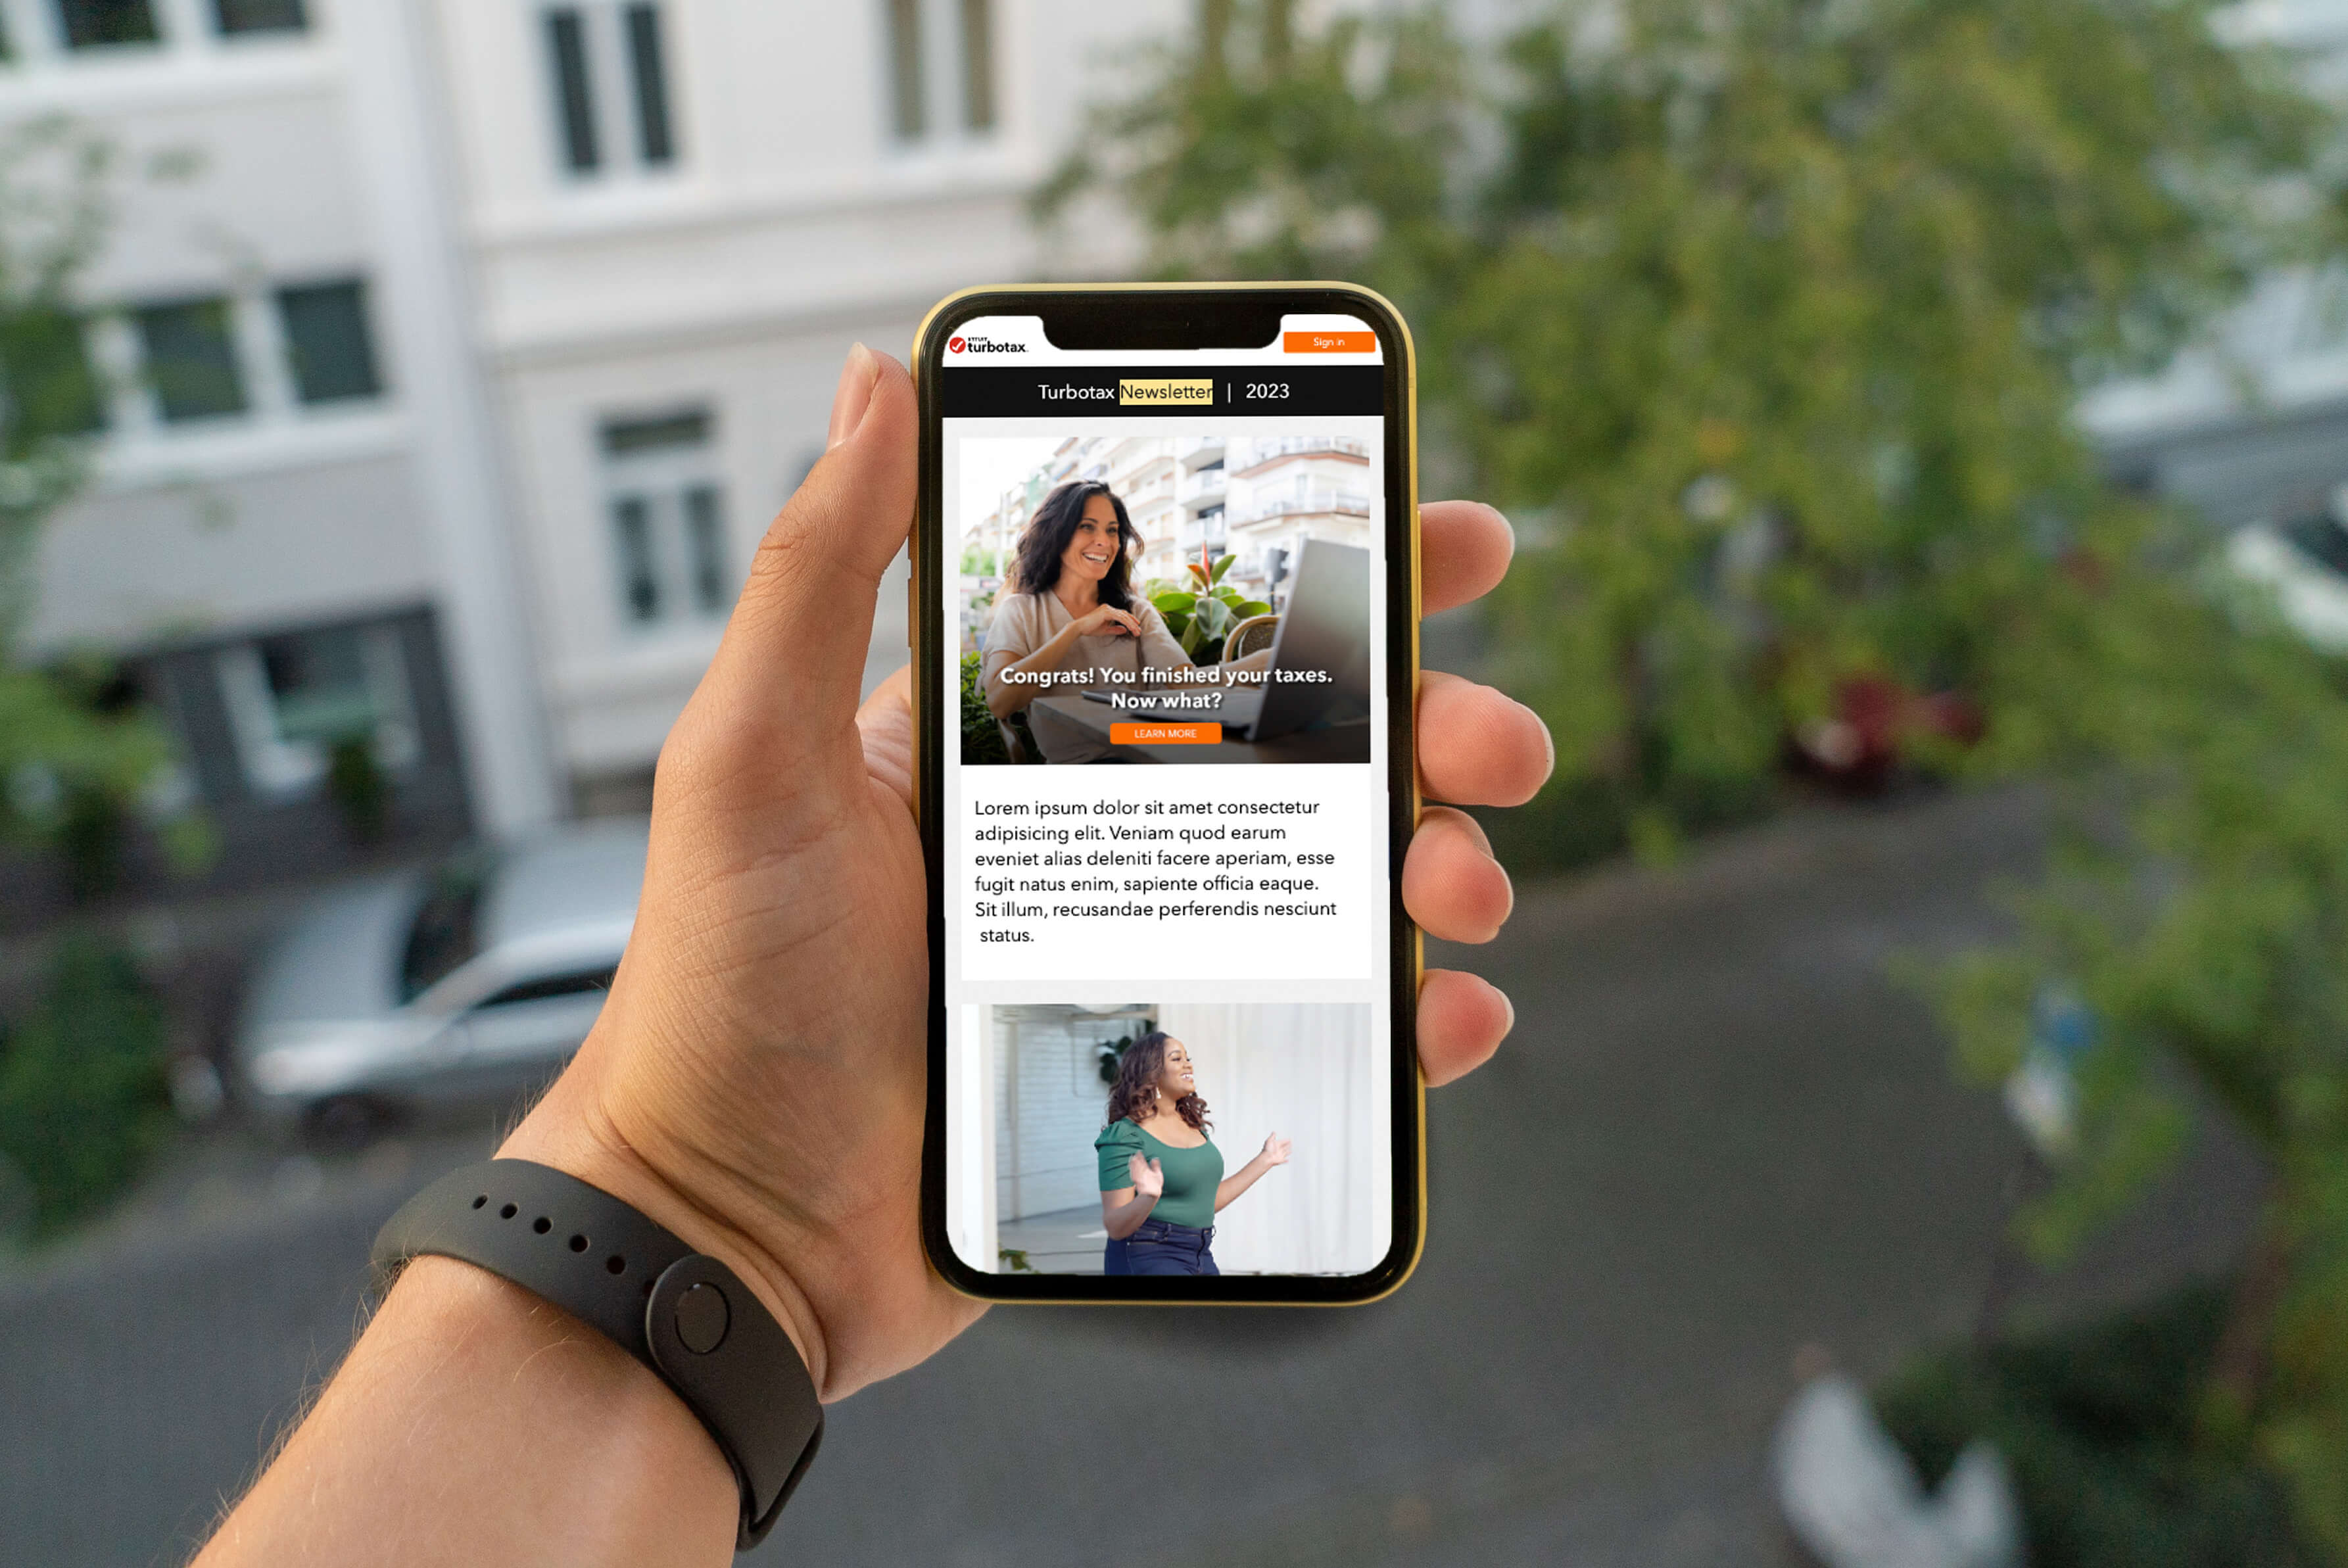 intuit
turbotax
Sign in
Turbotax Newsletter | 2023
Congrats! You finished your taxes.
Now what?
LEARN MORE
Lorem ipsum dolor sit amet consectetur
adipisicing elit. Veniam quod earum
eveniet alias deleniti facere aperiam, esse
fugit natus enim, sapiente officia eaque.
Sit illum, recusandae perferendis nesciunt
status.